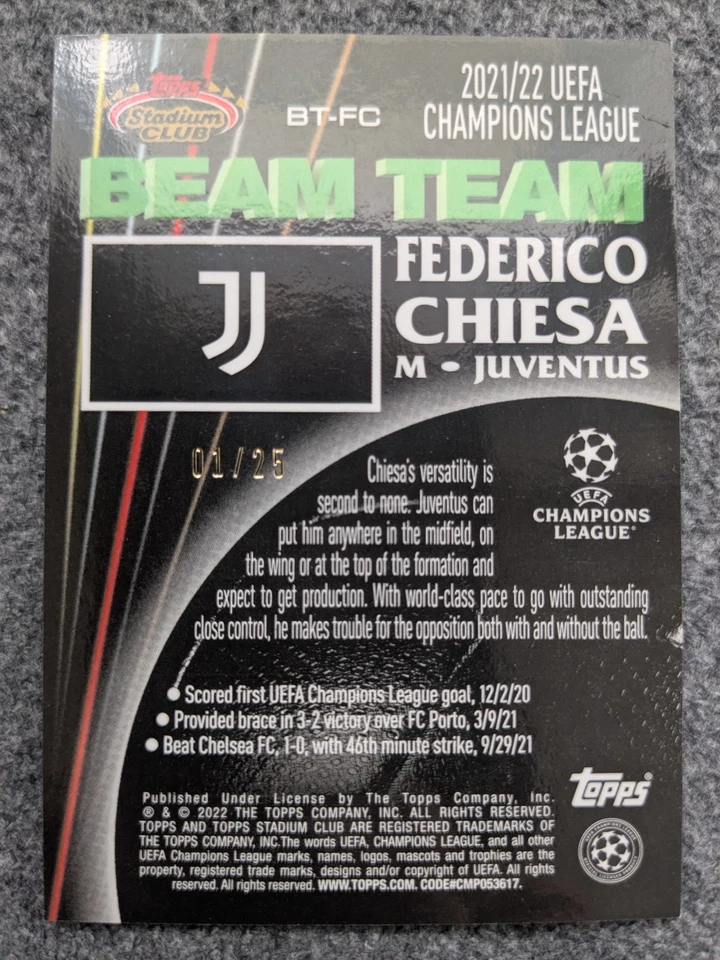 Topps
Stadium
CLUB
BT-FC
2021/22 UEFA
CHAMPIONS LEAGUE
BEAM TEAM
FEDERICO
CHIESA
M • JUVENTUS
01/25
Chiesa's versatility is
second to none. Juventus can
put him anywhere in the midfield, on
the wing or at the top of the formation and
expect to get production. With world-class pace to go with outstanding
close control, he makes trouble for the opposition both with and without the ball.
UEFA
CHAMPIONS
LEAGUE®
• Scored first UEFA Champions League goal, 12/2/20
• Provided brace in 3-2 victory over FC Porto, 3/9/21
• Beat Chelsea FC, 1-0, with 46th minute strike, 9/29/21
Topps®
Published Under License by The Topps Company, Inc.
® & © 2022 THE TOPPS COMPANY, INC. ALL RIGHTS RESERVED.
TOPPS AND TOPPS STADIUM CLUB ARE REGISTERED TRADEMARKS OF
THE TOPPS COMPANY, INC.The words UEFA, CHAMPIONS LEAGUE, and all other
UEFA Champions League marks, names, logos, mascots and trophies are the
property, registered trade marks, designs and/or copyright of UEFA. All rights
reserved. All rights reserved. WWW.TOPPS.COM. CODE#CMP053617.